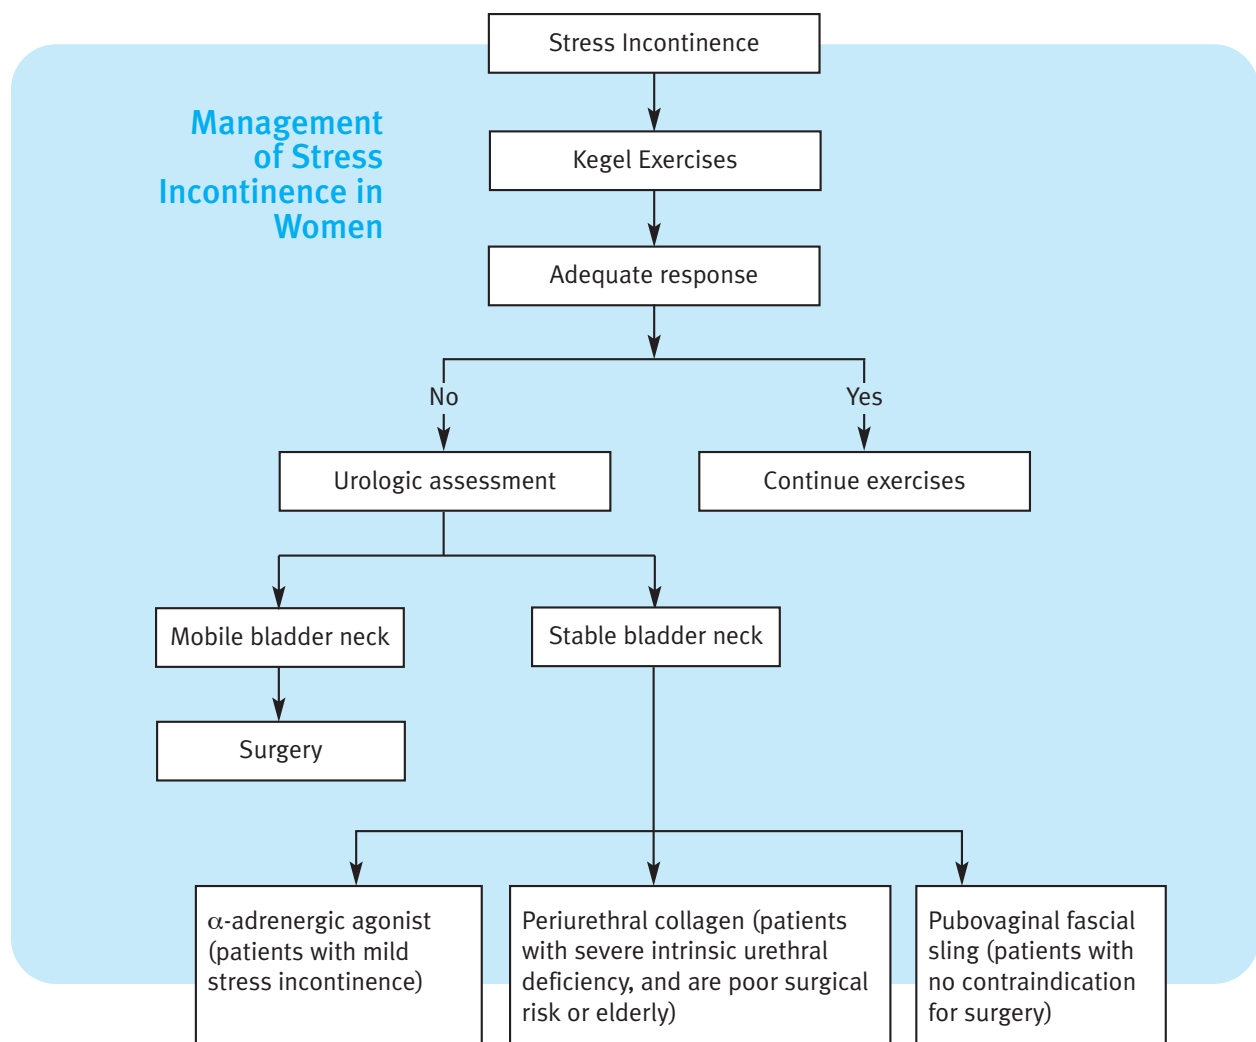 Stress Incontinence
Management
of Stress
Incontinence in
Women
Kegel Exercises
Adequate response
No
Yes
Urologic assessment
Continue exercises
Mobile bladder neck
Stable bladder neck
Surgery
α-adrenergic agonist
(patients with mild
stress incontinence)
Periurethral collagen (patients
with severe intrinsic urethral
deficiency, and are poor surgical
risk or elderly)
Pubovaginal fascial
sling (patients with
no contraindication
for surgery)